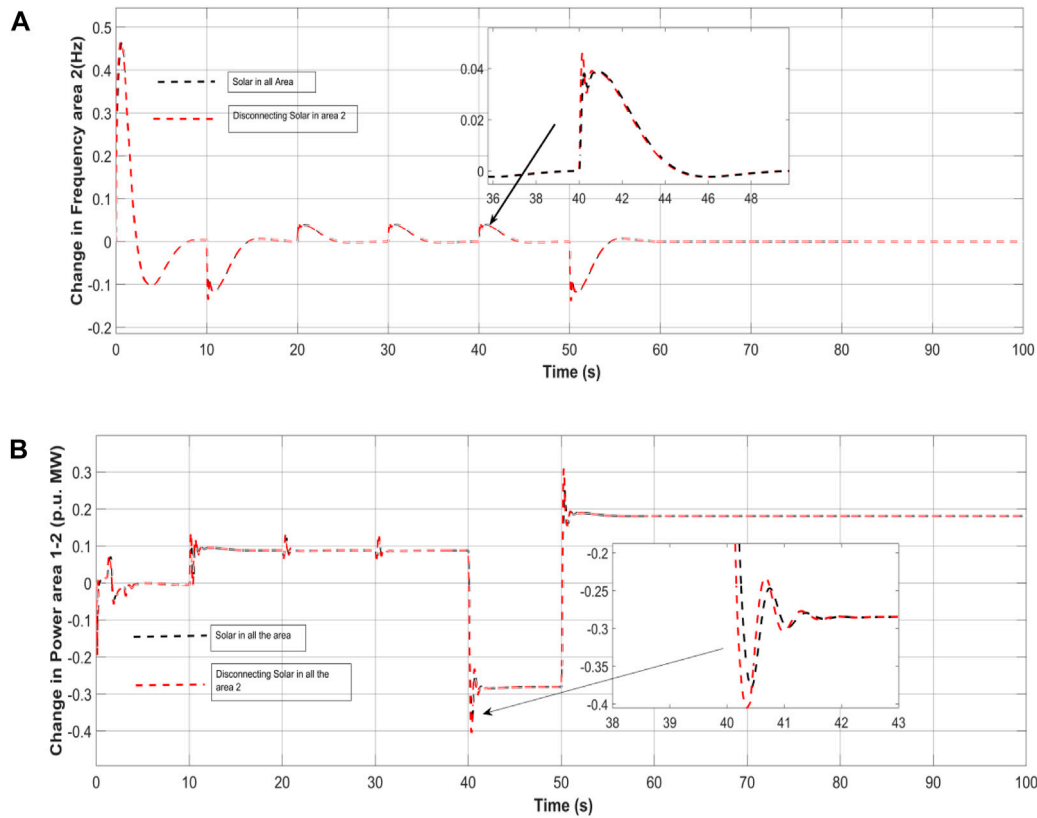 A
Change in Frequency area 2(Hz)
0.5
0.4
0.3
0.2
0.1
0
-0.1
-0.2
Solar in all Area
Disconnecting Solar in area 2
0.04
0.02
0
36 38 40 42 44 46 48
0 10 20 30 40 50 60 70 80 90 100
Time (s)
B
Change in Power area 1-2 (p.u. MW)
0.3
0.2
0.1
0
-0.1
-0.2
-0.3
-0.4
Solar in all the area
Disconnecting Solar in all the
area 2
-0.2
-0.25
-0.3
-0.35
-0.4
38 39 40 41 42 43
0 10 20 30 40 50 60 70 80 90 100
Time (s)